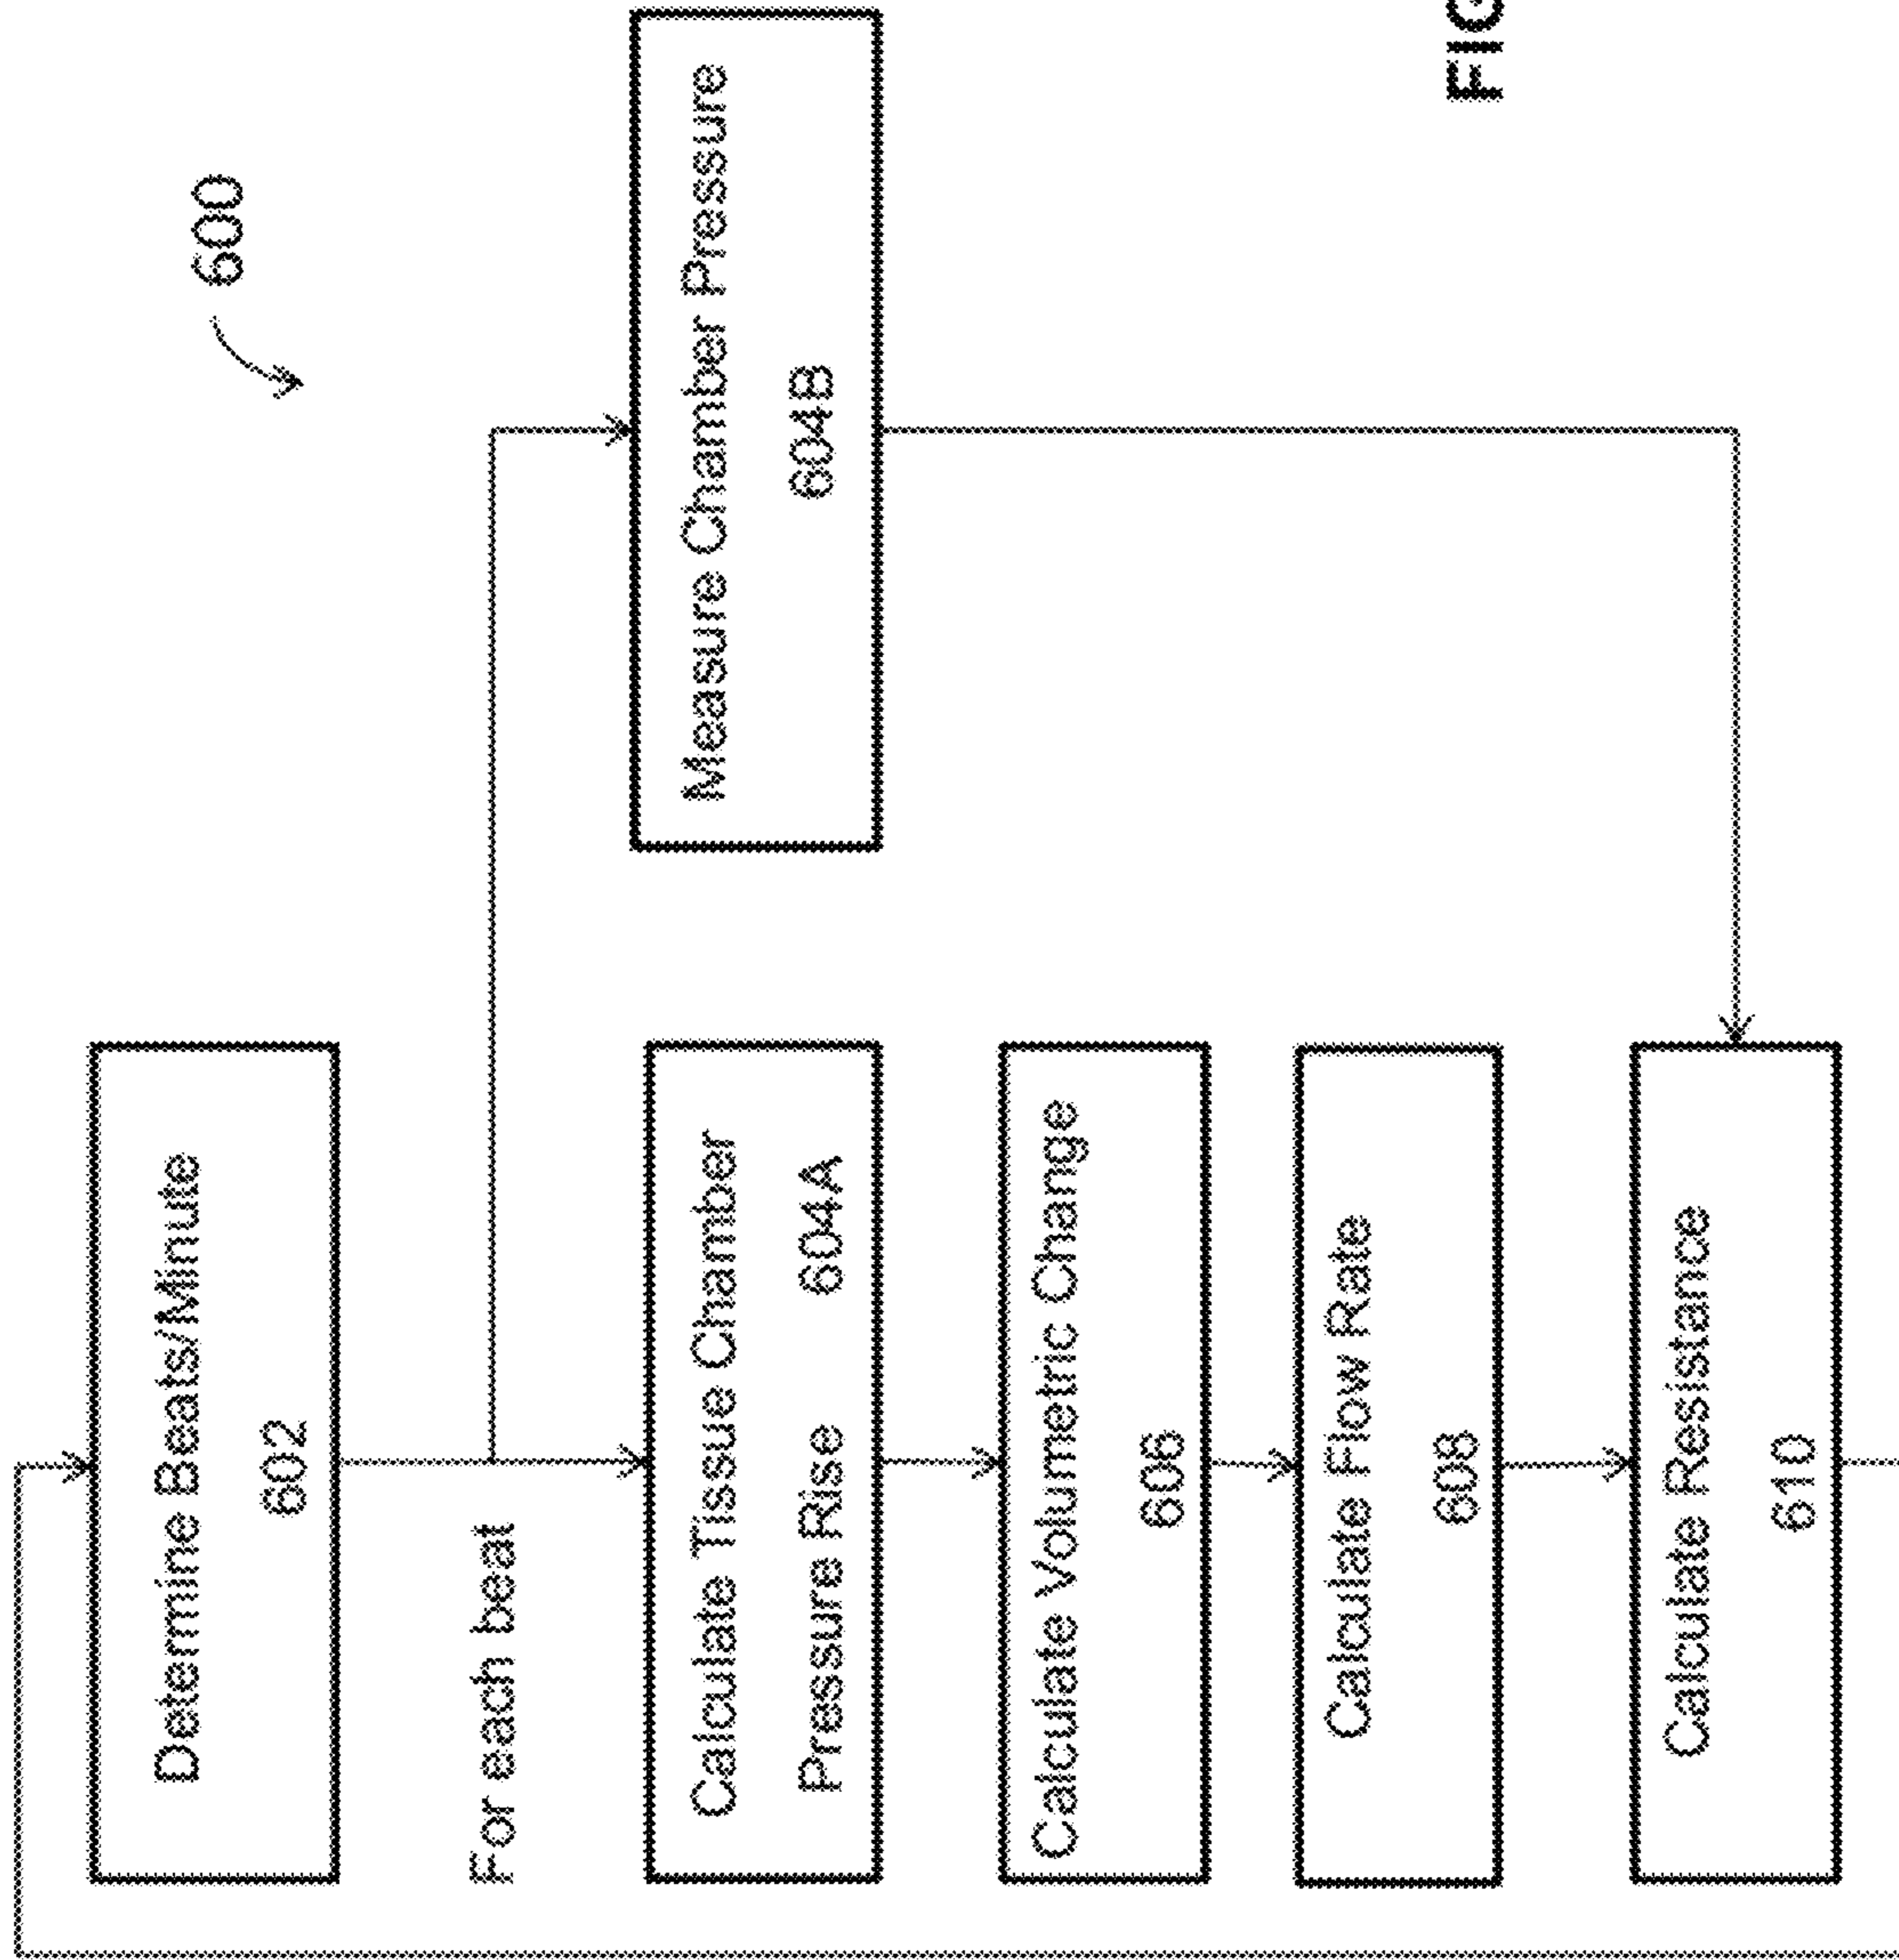 600
Determine Beats/Minute
602
For each beat
Calculate Tissue Chamber
Pressure Rise 604A
Measure Chamber Pressure
604B
Calculate Volumetric Change
606
Calculate Flow Rate
608
Calculate Resistance
610
FIG